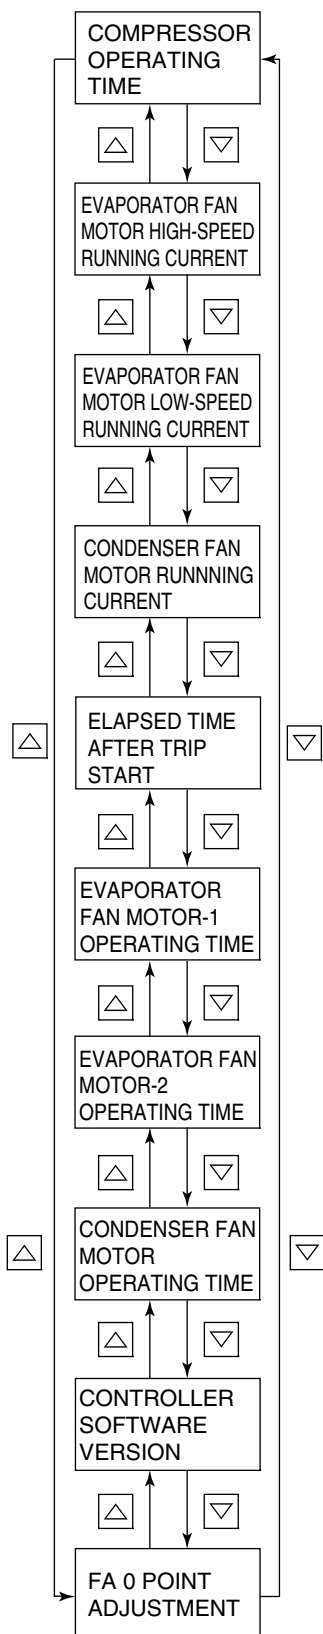 COMPRESSOR
OPERATING
TIME
EVAPORATOR FAN
MOTOR HIGH-SPEED
RUNNING CURRENT
EVAPORATOR FAN
MOTOR LOW-SPEED
RUNNING CURRENT
CONDENSER FAN
MOTOR RUNNNING
CURRENT
ELAPSED TIME
AFTER TRIP
START
EVAPORATOR
FAN MOTOR-1
OPERATING TIME
EVAPORATOR FAN
MOTOR-2
OPERATING TIME
CONDENSER FAN
MOTOR
OPERATING TIME
CONTROLLER
SOFTWARE
VERSION
FA 0 POINT
ADJUSTMENT